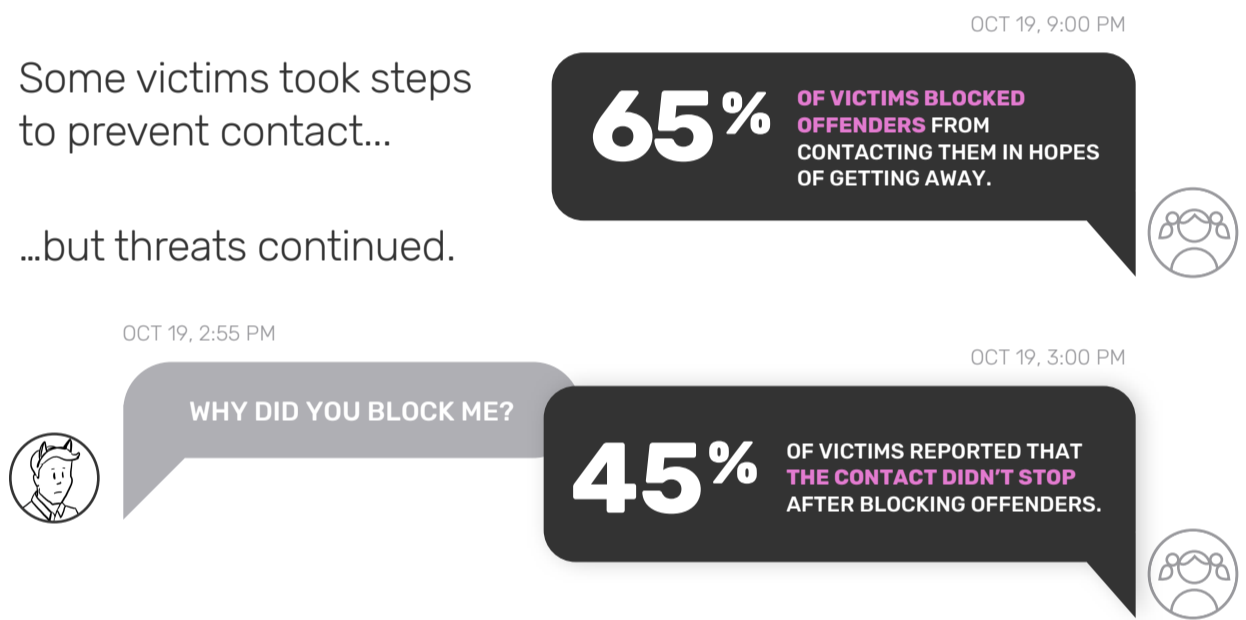 Some victims took steps
to prevent contact...
...but threats continued.
OCT 19, 9:00 PM
65%
OF VICTIMS BLOCKED
OFFENDERS FROM
CONTACTING THEM IN HOPES
OF GETTING AWAY.
OCT 19, 2:55 PM
WHY DID YOU BLOCK ME?
OCT 19, 3:00 PM
45%
OF VICTIMS REPORTED THAT
THE CONTACT DIDN'T STOP
AFTER BLOCKING OFFENDERS.